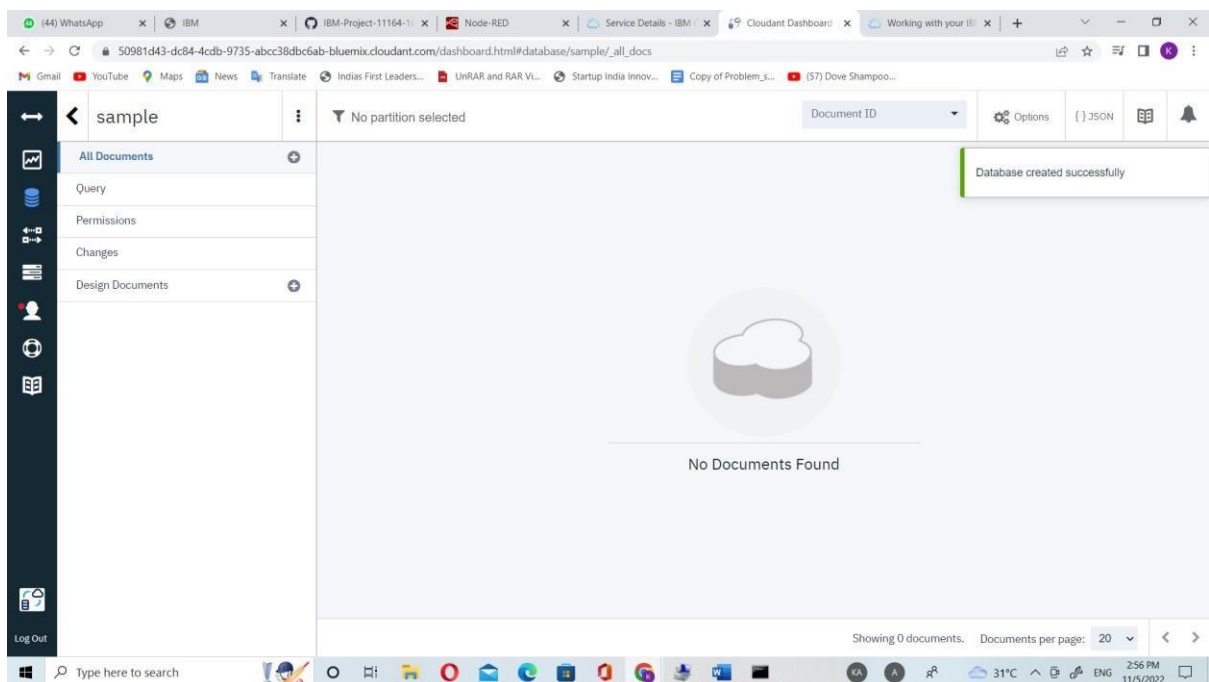 (44) WhatsApp
IBM
IBM-Project-11164-1
Node-RED
Service Details - IBM
Cloudant Dashboard
Working with your IB
50981d43-dc84-4cdb-9735-abcc38dbc6ab-bluemix.cloudant.com/dashboard.html#database/sample/_all_docs
K
Gmail
YouTube
Maps
News
Translate
Indias First Leaders...
UnRAR and RAR Vi...
Startup India Innov...
Copy of Problem_s...
(57) Dove Shampoo...
sample
No partition selected
Document ID
Options
{ } JSON
All Documents
Database created successfully
Query
Permissions
Changes
Design Documents
No Documents Found
Log Out
Showing 0 documents.
Documents per page: 20
Type here to search
KA
A
31°C
ENG
2:56 PM
11/5/2022